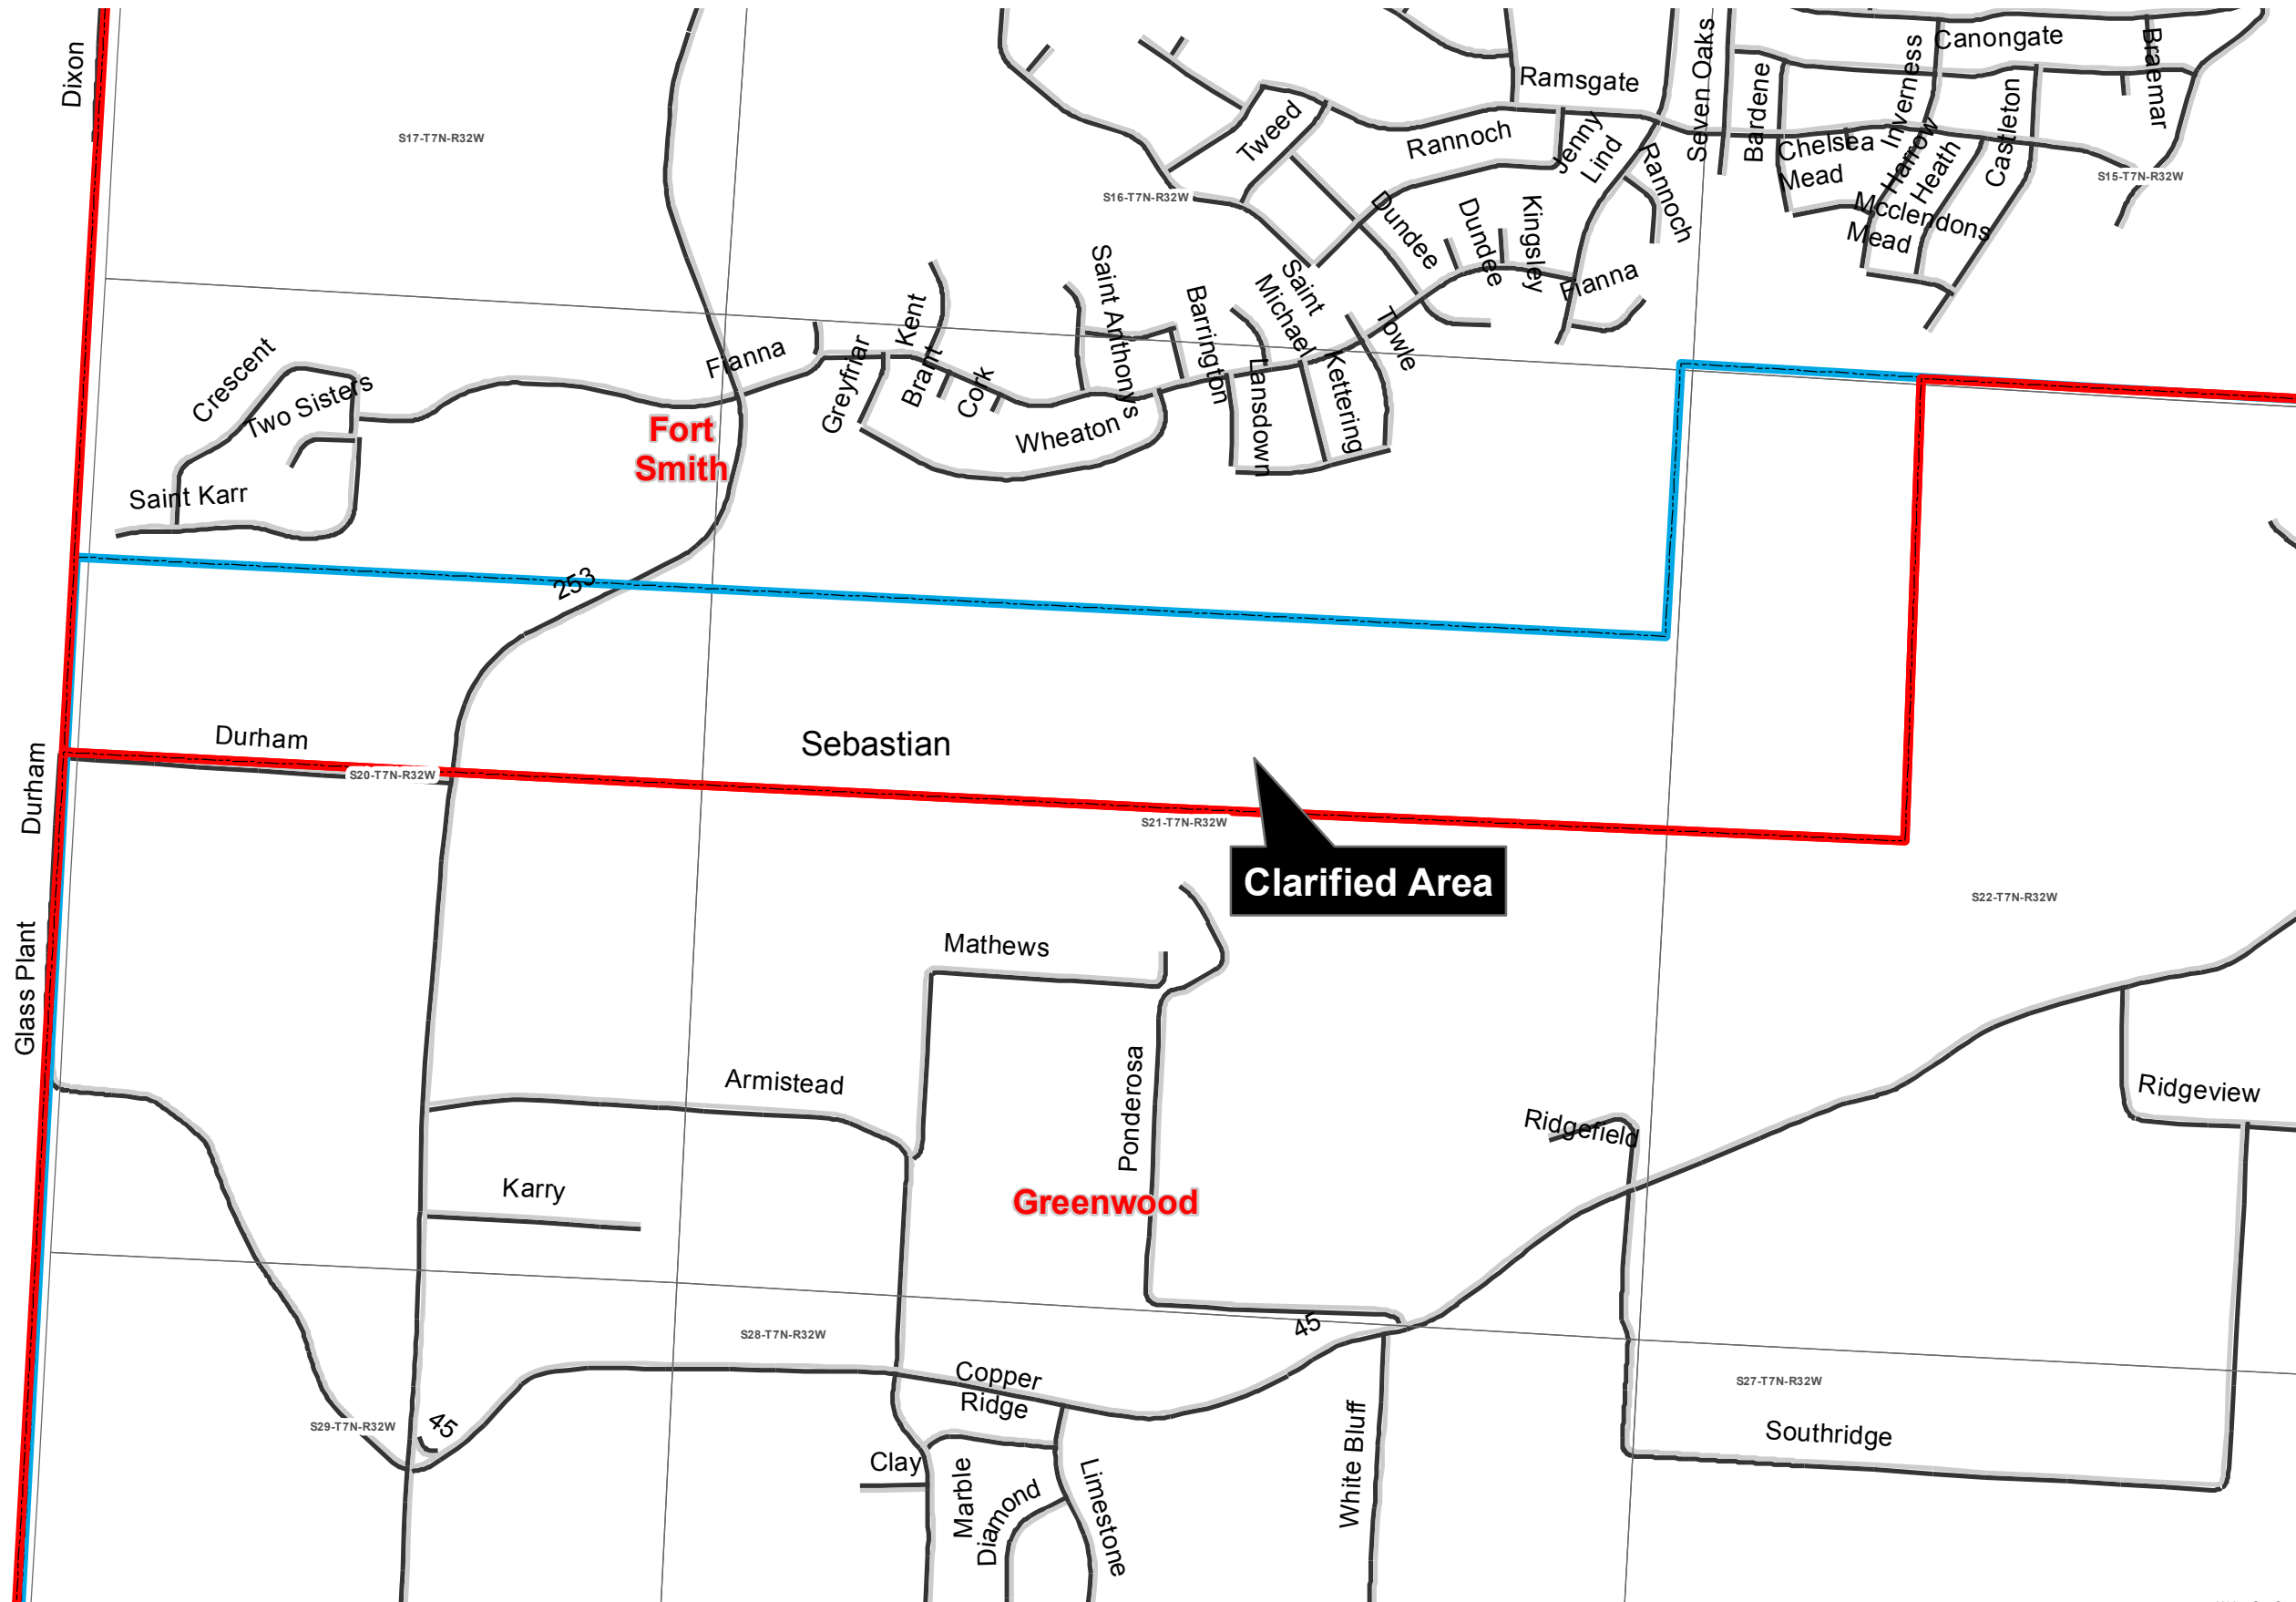 Dixon
S17-T7N-R32W
Ramsgate
Seven Oaks
Bardene
Inverness
Canongate
Braemar
Tweed
Rannoch
Jenny
Lind
Rannoch
Chelsea
Mead
Harrow
Heath
Castleton
S15-T7N-R32W
S16-T7N-R32W
Mcclendons
Mead
Dundee
Dundee
Kingsley
Fianna
Saint Anthony's
Barrington
Saint
Michael
Towle
Kent
Brant
Greyfriar
Cork
Fianna
Crescent
Two Sisters
Saint Karr
Wheaton
Lansdown
Kettering
Fort
Smith
253
Durham
Sebastian
Durham
S20-T7N-R32W
S21-T7N-R32W
Clarified Area
S22-T7N-R32W
Glass Plant
Mathews
Armistead
Ponderosa
Ridgefield
Ridgeview
Karry
Greenwood
45
S28-T7N-R32W
Copper
Ridge
S27-T7N-R32W
S29-T7N-R32W
45
Southridge
Clay
Marble
Diamond
Limestone
White Bluff